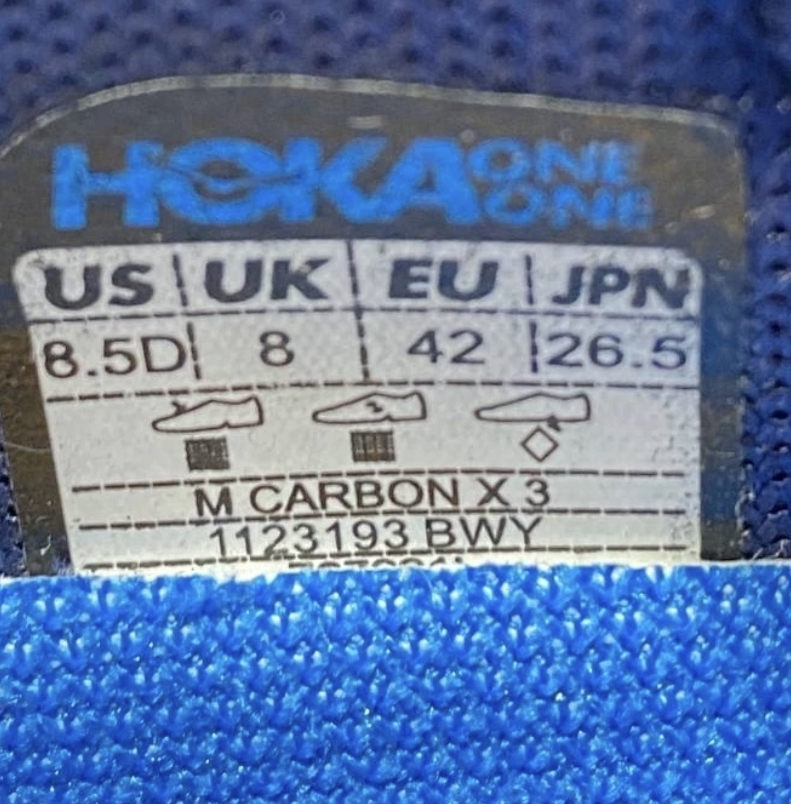 HOKA ONE ONE
US UK EU JPN
8.5D 8 42 26.5
M CARBON X 3
1123193 BWY